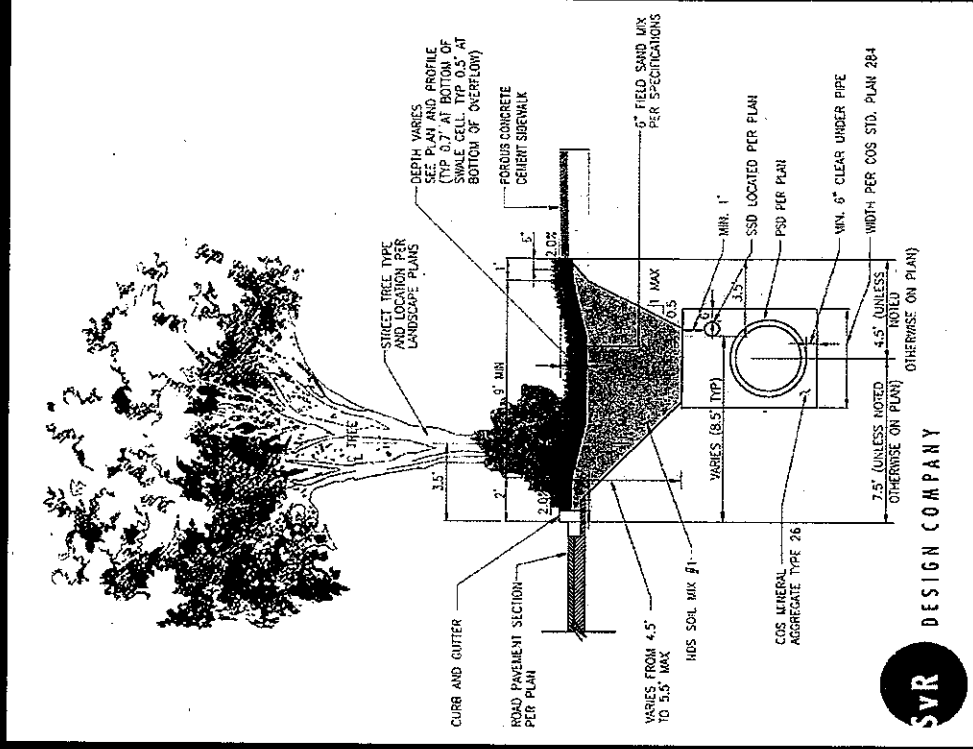 STREET TREE TYPE
AND LOCATION PER
LANDSCAPE PLANS
DEPTH VARIES
SEE PLAN AND PROFILE
(TYP 0.7' AT BOTTOM OF
SWALE CELL. TYP 0.5' AT
BOTTOM OF OVERFLOW)
POROUS CONCRETE
CEMENT SIDEWALK
6" FIELD SAND MIX
PER SPECIFICATIONS
℄ TREE
3.5'
2'
9' MIN
1'
6"
2.0%
2.0%
CURB AND GUTTER
ROAD PAVEMENT SECTION
PER PLAN
VARIES FROM 4.5'
TO 5.5' MAX
NDS SOIL MIX #1
COS MINERAL
AGGREGATE TYPE 26
1 MAX
0.5
MIN. 1'
6"
3.5'
SSD LOCATED PER PLAN
PSD PER PLAN
MIN. 6" CLEAR UNDER PIPE
WIDTH PER COS STD. PLAN 284
VARIES (8.5' TYP)
7.5' (UNLESS NOTED
OTHERWISE ON PLAN)
4.5' (UNLESS
NOTED
OTHERWISE ON PLAN)
SvR DESIGN COMPANY